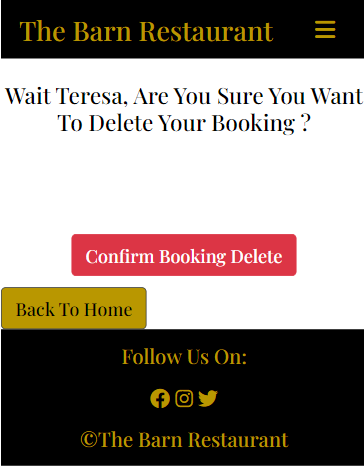 The Barn Restaurant
Wait Teresa, Are You Sure You Want
To Delete Your Booking ?
Confirm Booking Delete
Back To Home
Follow Us On:
©The Barn Restaurant